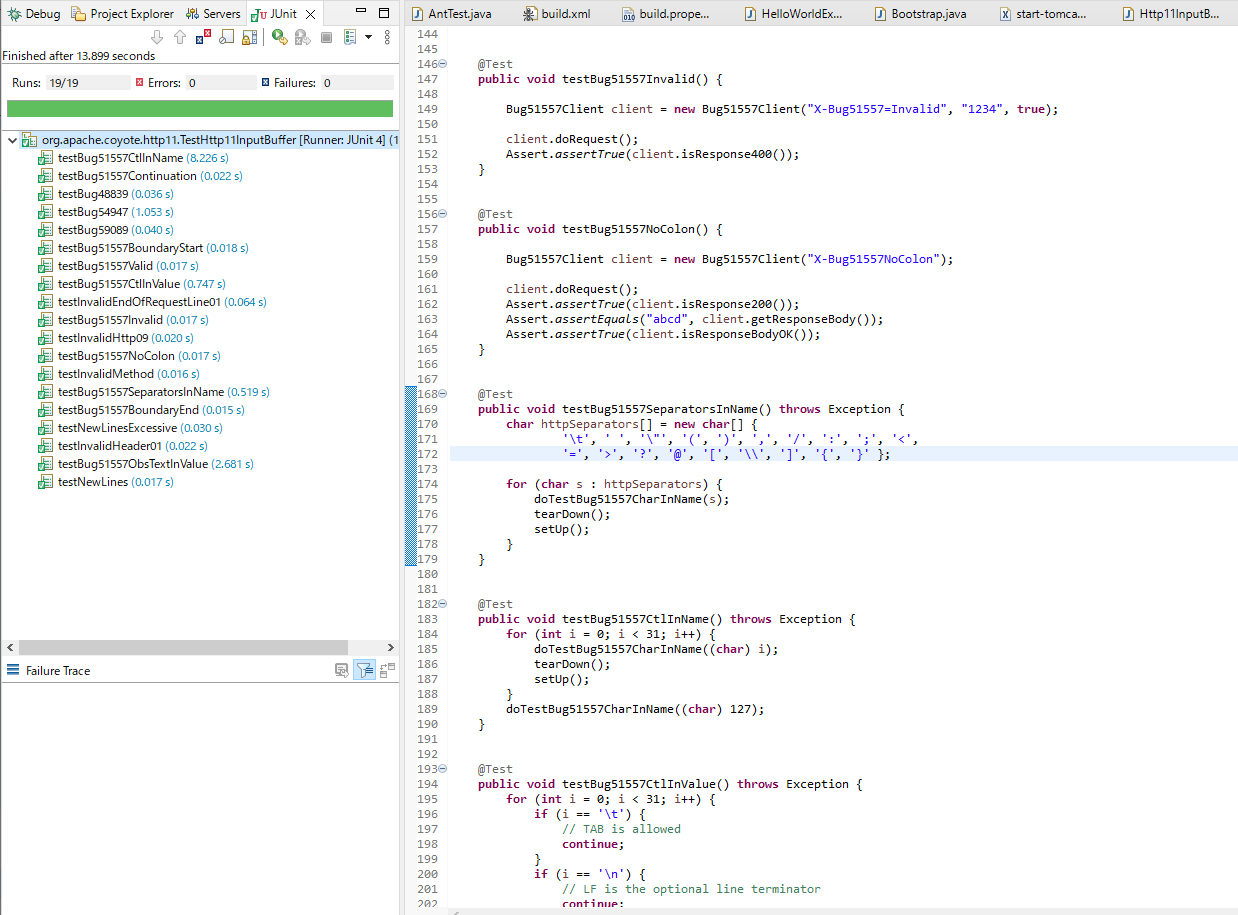 Debug Project Explorer Servers JUnit
Finished after 13.899 seconds
Runs: 19/19 Errors: 0 Failures: 0
org.apache.coyote.http11.TestHttp11InputBuffer [Runner: JUnit 4] (1
testBug51557CtlInName (8.226 s)
testBug51557Continuation (0.022 s)
testBug48839 (0.036 s)
testBug54947 (1.053 s)
testBug59089 (0.040 s)
testBug51557BoundaryStart (0.018 s)
testBug51557Valid (0.017 s)
testBug51557CtlInValue (0.747 s)
testInvalidEndOfRequestLine01 (0.064 s)
testBug51557Invalid (0.017 s)
testInvalidHttp09 (0.020 s)
testBug51557NoColon (0.017 s)
testInvalidMethod (0.016 s)
testBug51557SeparatorsInName (0.519 s)
testBug51557BoundaryEnd (0.015 s)
testNewLinesExcessive (0.030 s)
testInvalidHeader01 (0.022 s)
testBug51557ObsTextInValue (2.681 s)
testNewLines (0.017 s)
Failure Trace
AntTest.java build.xml build.prope... HelloWorldEx... Bootstrap.java start-tomca... Http11InputB...
144
145
146 @Test
147 public void testBug51557Invalid() {
148
149 Bug51557Client client = new Bug51557Client("X-Bug51557=Invalid", "1234", true);
150
151 client.doRequest();
152 Assert.assertTrue(client.isResponse400());
153 }
154
155
156 @Test
157 public void testBug51557NoColon() {
158
159 Bug51557Client client = new Bug51557Client("X-Bug51557NoColon");
160
161 client.doRequest();
162 Assert.assertTrue(client.isResponse200());
163 Assert.assertEquals("abcd", client.getResponseBody());
164 Assert.assertTrue(client.isResponseBodyOK());
165 }
166
167
168 @Test
169 public void testBug51557SeparatorsInName() throws Exception {
170 char httpSeparators[] = new char[] {
171 '\t', ' ', '\"', '(', ')', ',', '/', ':', ';', '<',
172 '=', '>', '?', '@', '[', '\\', ']', '{', '}' };
173
174 for (char s : httpSeparators) {
175 doTestBug51557CharInName(s);
176 tearDown();
177 setUp();
178 }
179 }
180
181
182 @Test
183 public void testBug51557CtlInName() throws Exception {
184 for (int i = 0; i < 31; i++) {
185 doTestBug51557CharInName((char) i);
186 tearDown();
187 setUp();
188 }
189 doTestBug51557CharInName((char) 127);
190 }
191
192
193 @Test
194 public void testBug51557CtlInValue() throws Exception {
195 for (int i = 0; i < 31; i++) {
196 if (i == '\t') {
197 // TAB is allowed
198 continue;
199 }
200 if (i == '\n') {
201 // LF is the optional line terminator
202 continue;